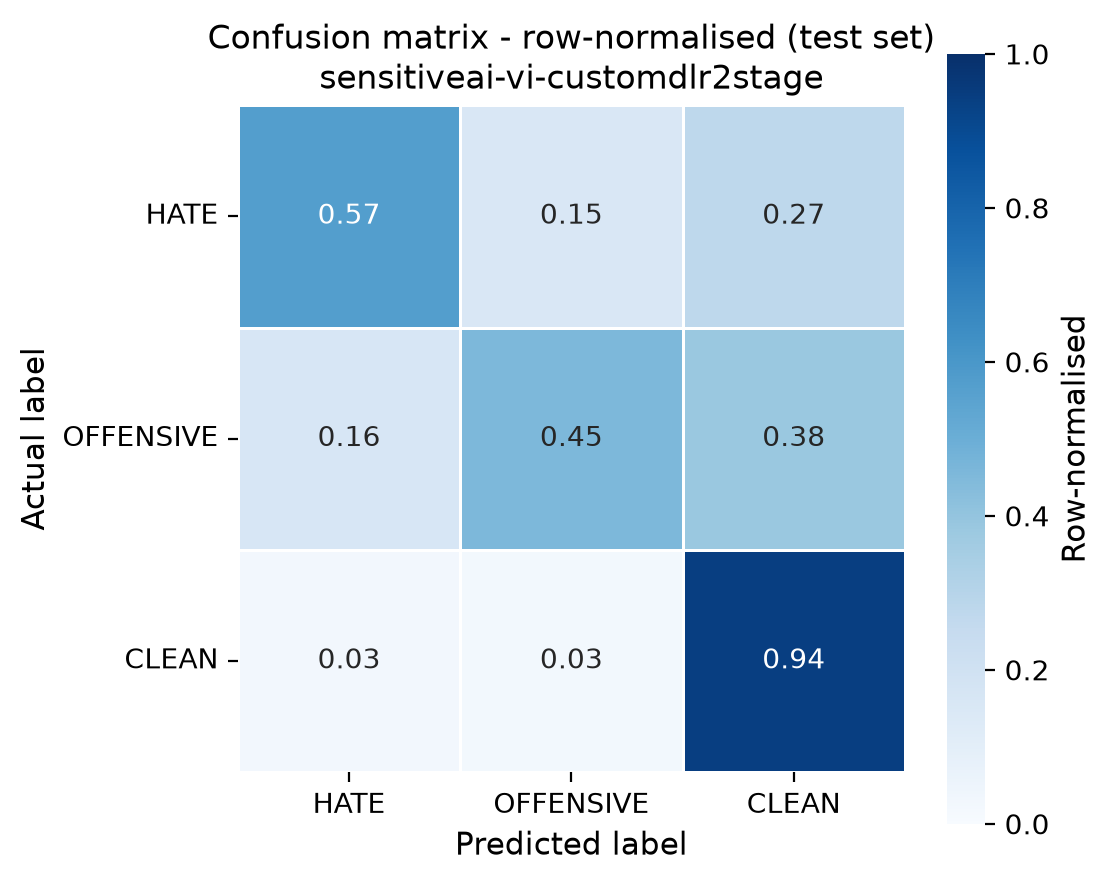 Confusion matrix - row-normalised (test set)
sensitiveai-vi-customdlr2stage
Actual label
HATE
0.57
0.15
0.27
OFFENSIVE
0.16
0.45
0.38
CLEAN
0.03
0.03
0.94
HATE
OFFENSIVE
CLEAN
Predicted label
1.0
0.8
0.6
0.4
0.2
0.0
Row-normalised